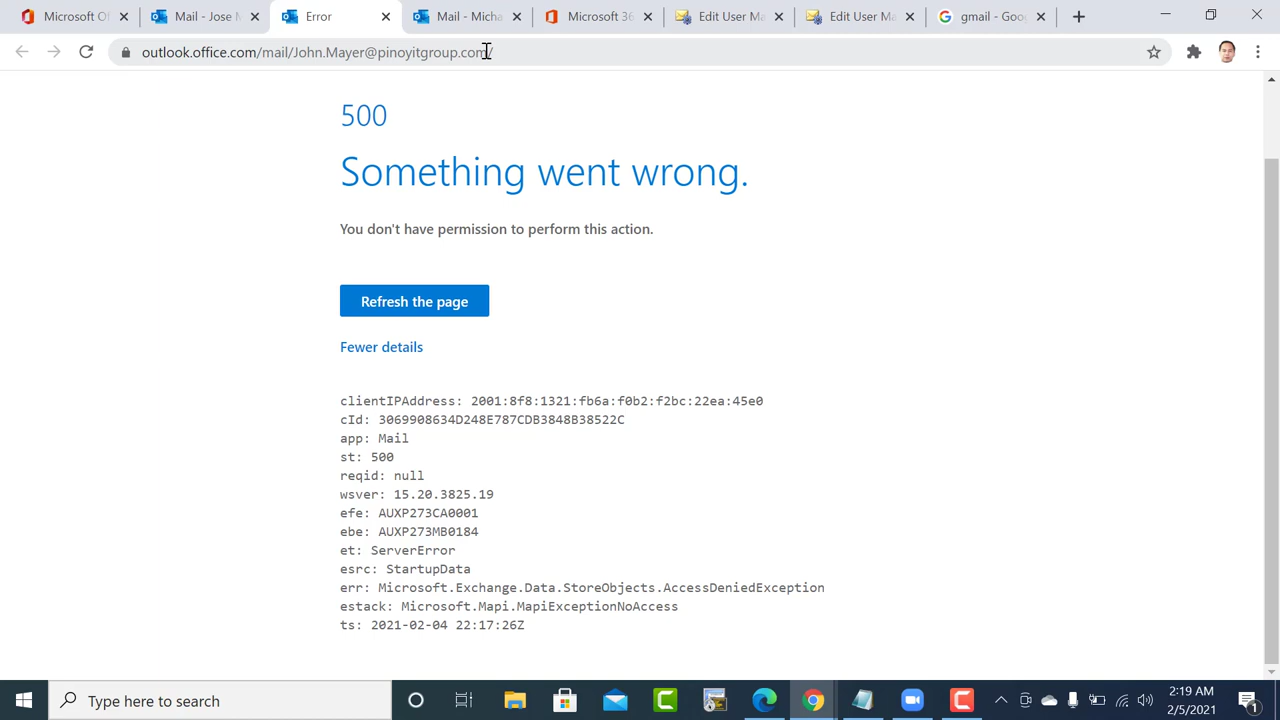 Microsoft Of
Mail - Jose M
Error
Mail - Micha
Microsoft 36
Edit User Ma
Edit User Ma
gmail - Goo
outlook.office.com/mail/John.Mayer@pinoyitgroup.com/
500
Something went wrong.
You don't have permission to perform this action.
Refresh the page
Fewer details
clientIPAddress: 2001:8f8:1321:fb6a:f0b2:f2bc:22ea:45e0
cId: 3069908634D248E787CDB3848B38522C
app: Mail
st: 500
reqid: null
wsver: 15.20.3825.19
efe: AUXP273CA0001
ebe: AUXP273MB0184
et: ServerError
esrc: StartupData
err: Microsoft.Exchange.Data.StoreObjects.AccessDeniedException
estack: Microsoft.Mapi.MapiExceptionNoAccess
ts: 2021-02-04 22:17:26Z
Type here to search
2:19 AM
2/5/2021
1